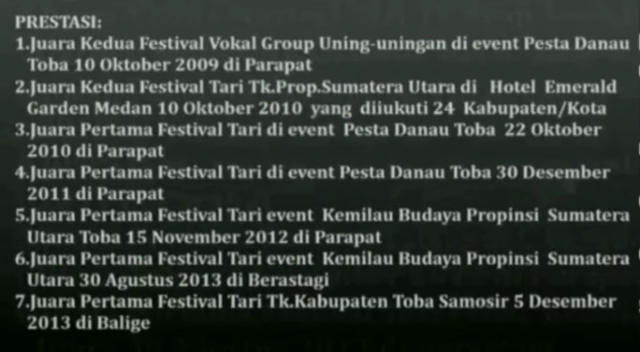 PRESTASI:
1.Juara Kedua Festival Vokal Group Uning-uningan di event Pesta Danau
Toba 10 Oktober 2009 di Parapat
2.Juara Kedua Festival Tari Tk.Prop.Sumatera Utara di Hotel Emerald
Garden Medan 10 Oktober 2010 yang diiukuti 24 Kabupaten/Kota
3.Juara Pertama Festival Tari di event Pesta Danau Toba 22 Oktober
2010 di Parapat
4.Juara Pertama Festival Tari di event Pesta Danau Toba 30 Desember
2011 di Parapat
5.Juara Pertama Festival Tari event Kemilau Budaya Propinsi Sumatera
Utara Toba 15 November 2012 di Parapat
6.Juara Pertama Festival Tari event Kemilau Budaya Propinsi Sumatera
Utara 30 Agustus 2013 di Berastagi
7.Juara Pertama Festival Tari Tk.Kabupaten Toba Samosir 5 Desember
2013 di Balige